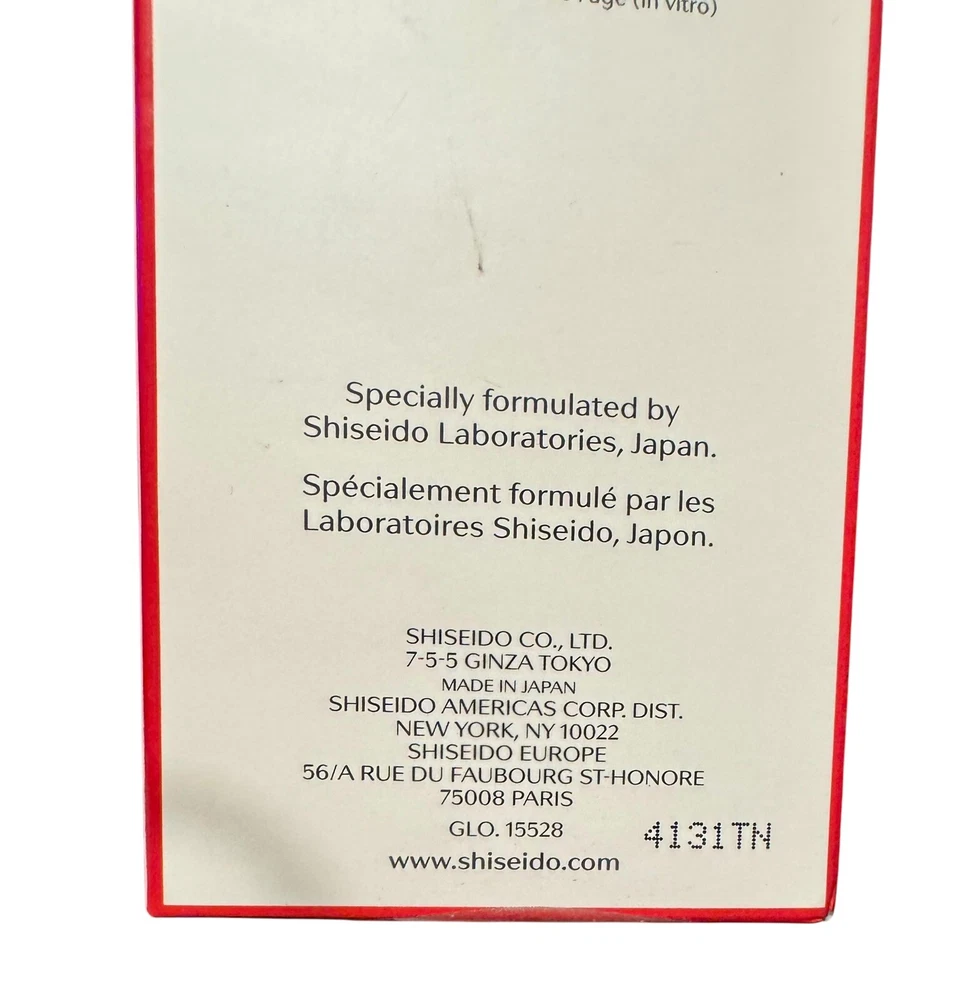 (in vitro)
Specially formulated by
Shiseido Laboratories, Japan.
Spécialement formulé par les
Laboratoires Shiseido, Japon.
SHISEIDO CO., LTD.
7-5-5 GINZA TOKYO
MADE IN JAPAN
SHISEIDO AMERICAS CORP. DIST.
NEW YORK, NY 10022
SHISEIDO EUROPE
56/A RUE DU FAUBOURG ST-HONORE
75008 PARIS
GLO. 15528
4131TN
www.shiseido.com